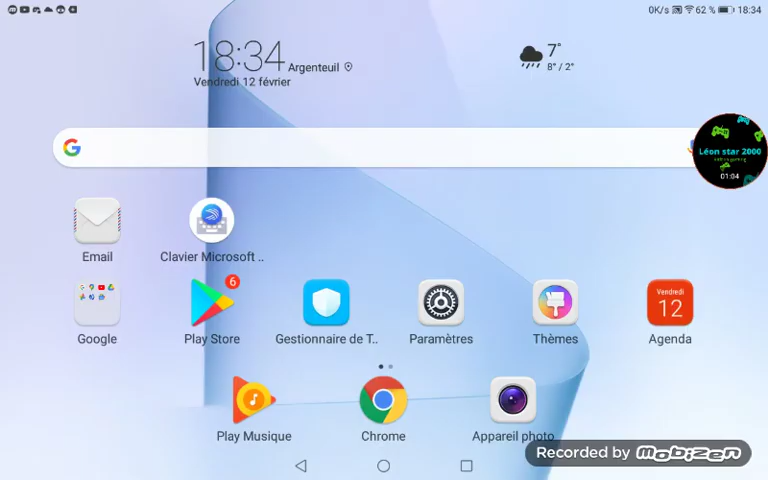 0K/s 62 % 18:34
18:34
Argenteuil
Vendredi 12 février
7°
8° / 2°
Léon star 2000
01:04
Email
Clavier Microsoft ..
6
Vendredi
12
Google
Play Store
Gestionnaire de T..
Paramètres
Thèmes
Agenda
Play Musique
Chrome
Appareil photo
Recorded by mobizen